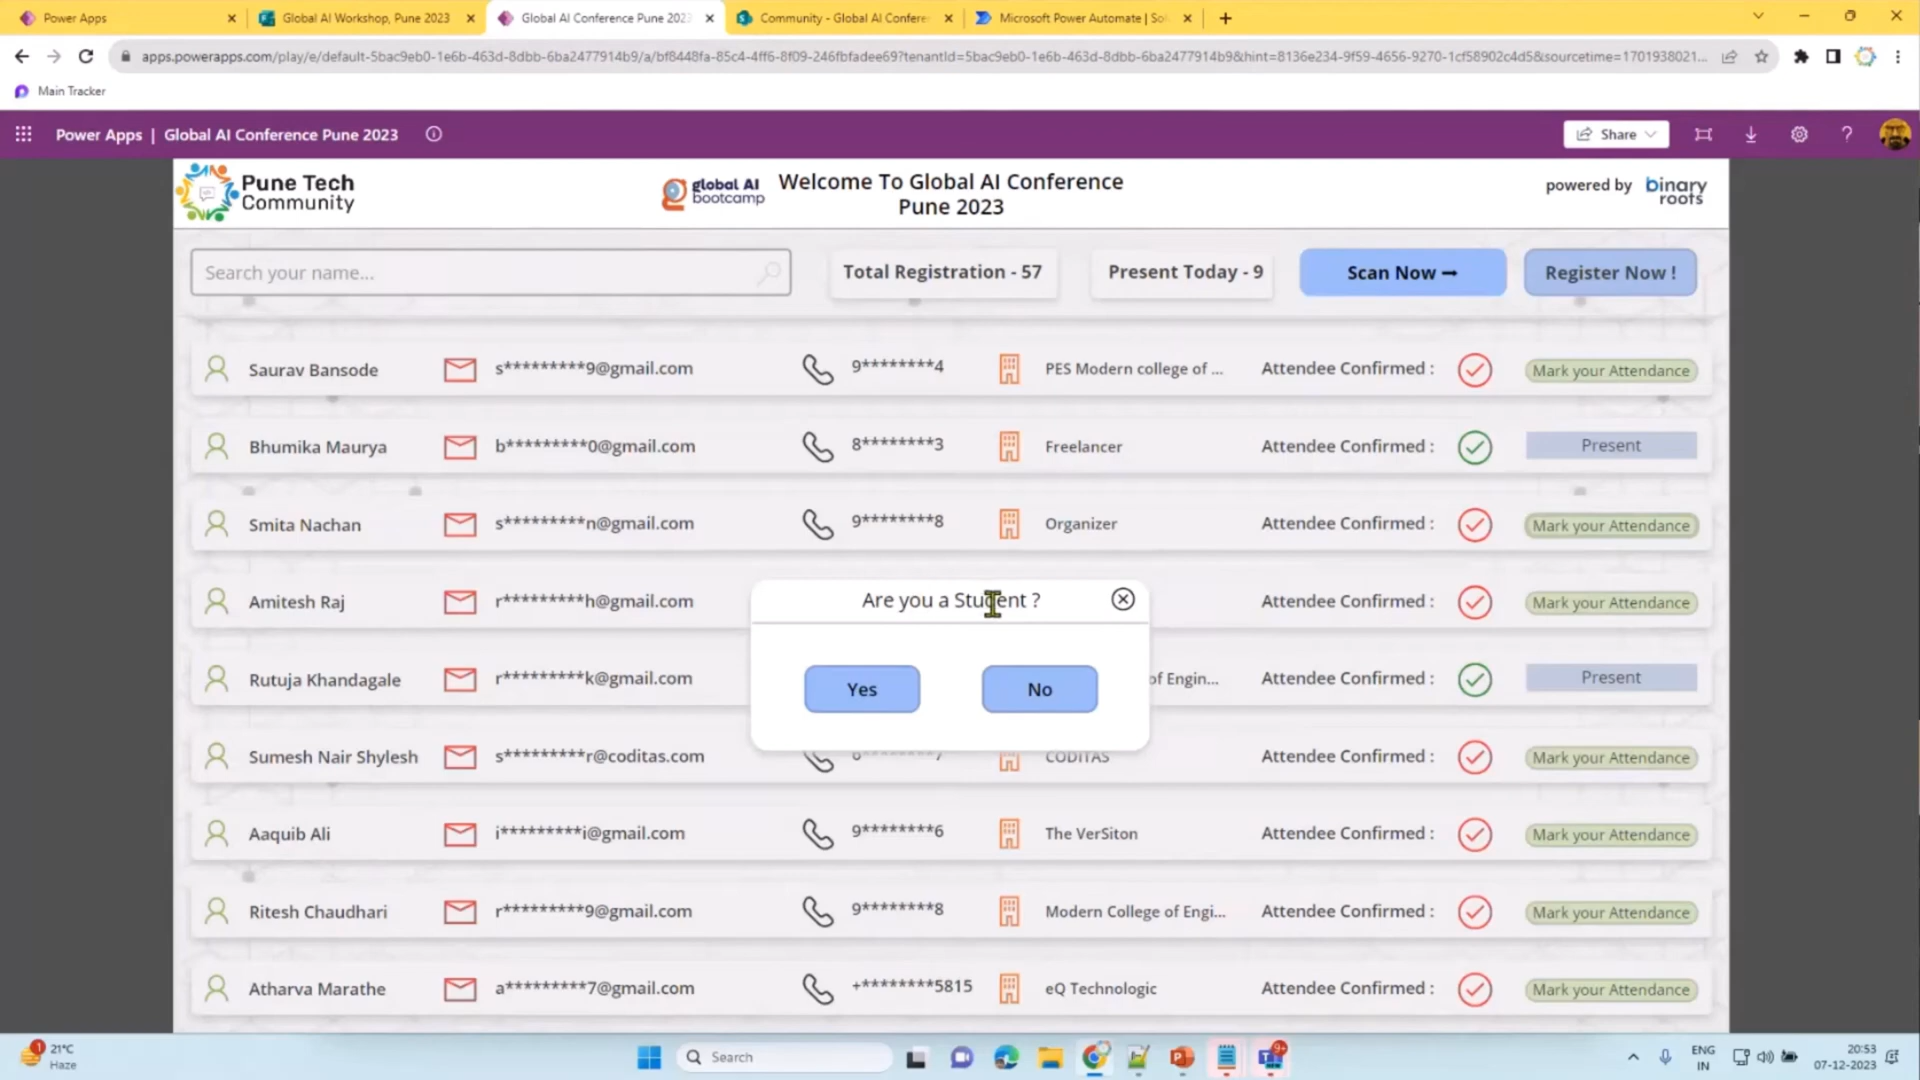 Power Apps
Global AI Workshop, Pune 2023
Global AI Conference Pune 2023
Community - Global AI Confere
Microsoft Power Automate | Sol
apps.powerapps.com/play/e/default-5bac9eb0-1e6b-463d-8dbb-6ba2477914b9/a/bf8448fa-85c4-4ff6-8f09-246fbfadee69?tenantId=5bac9eb0-1e6b-463d-8dbb-6ba2477914b9&hint=8136e234-9f59-4656-9270-1cf58902c4d5&sourcetime=1701938021...
Main Tracker
Power Apps | Global AI Conference Pune 2023
Share
Pune Tech
Community
global AI
bootcamp
Welcome To Global AI Conference
Pune 2023
powered by
binary
roots
Search your name...
Total Registration - 57
Present Today - 9
Scan Now
Register Now !
Saurav Bansode s*********9@gmail.com 9********4 PES Modern college of ... Attendee Confirmed : Mark your Attendance
Bhumika Maurya b*********0@gmail.com 8********3 Freelancer Attendee Confirmed : Present
Smita Nachan s*********n@gmail.com 9********8 Organizer Attendee Confirmed : Mark your Attendance
Amitesh Raj r*********h@gmail.com Attendee Confirmed : Mark your Attendance
Are you a Student ?
Rutuja Khandagale r*********k@gmail.com of Engin... Attendee Confirmed : Present
Yes
No
Sumesh Nair Shylesh s*********r@coditas.com CODITAS Attendee Confirmed : Mark your Attendance
Aaquib Ali i*********i@gmail.com 9********6 The VerSiton Attendee Confirmed : Mark your Attendance
Ritesh Chaudhari r*********9@gmail.com 9********8 Modern College of Engi... Attendee Confirmed : Mark your Attendance
Atharva Marathe a*********7@gmail.com +********5815 eQ Technologic Attendee Confirmed : Mark your Attendance
1
21°C
Haze
Search
9+
ENG
IN
20:53
07-12-2023